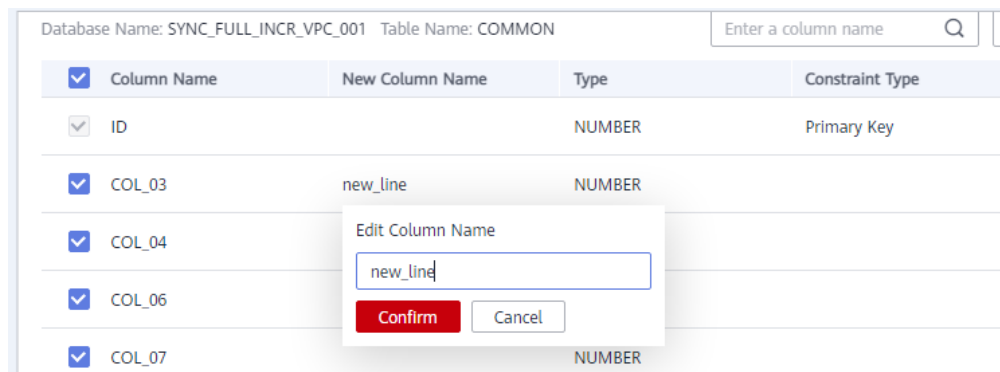 Database Name: SYNC_FULL_INCR_VPC_001 Table Name: COMMON Enter a column name
Column Name New Column Name Type Constraint Type
ID NUMBER Primary Key
COL_03 new_line NUMBER
Edit Column Name
COL_04
new_line
COL_06
Confirm Cancel
COL_07 NUMBER